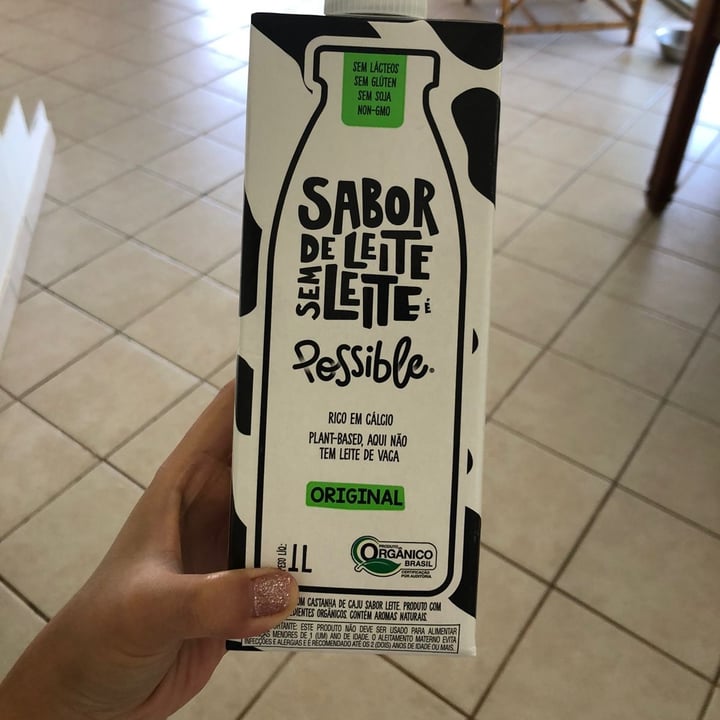 SEM LÁCTEOS
SEM GLÚTEN
SEM SOJA
NON-GMO
SABOR
DE LEITE
SEM LEITE É
Possible.
RICO EM CÁLCIO
PLANT-BASED, AQUI NÃO
TEM LEITE DE VACA
ORIGINAL
1L
PRODUTO
ORGÂNICO
BRASIL
CERTIFICAÇÃO
POR AUDITORIA
COM CASTANHA DE CAJU SABOR LEITE. PRODUTO COM
ORGÂNICOS. CONTÉM AROMAS NATURAIS.
ESTE PRODUTO NÃO DEVE SER USADO PARA ALIMENTAR
MENORES DE 1 (UM) ANO DE IDADE. O ALEITAMENTO MATERNO EVITA
INFECÇÕES E ALERGIAS E É RECOMENDADO ATÉ OS 2 (DOIS) ANOS DE IDADE OU MAIS.